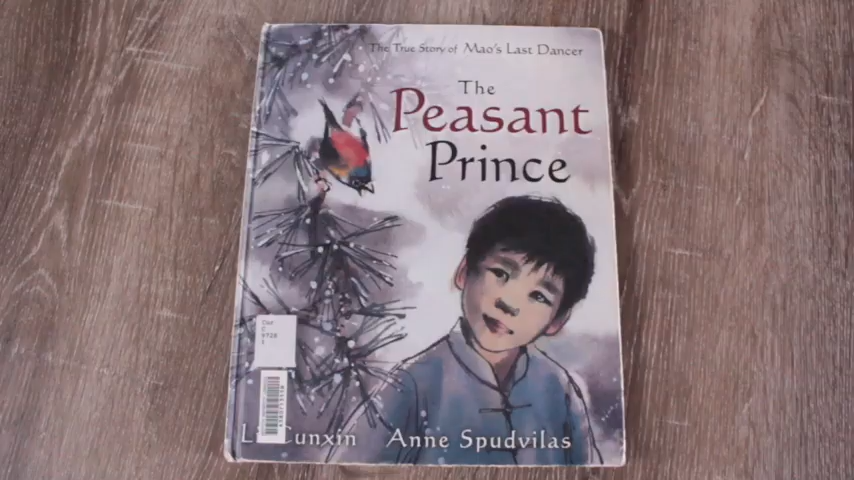 The True Story of Mao's Last Dancer
The
Peasant
Prince
Li Cunxin Anne Spudvilas